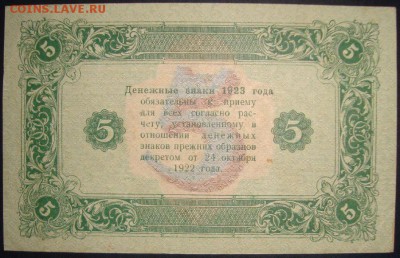 COINS.LAVE.RU
МОНЕТЫ
5 5
Денежные знаки 1923 года
обязательны к приему
для всех согласно рас-
чету, установленному в
отношении денежных
знаков прежних образцов
декретом от 24 октября
1922 года.
5 5
5 5